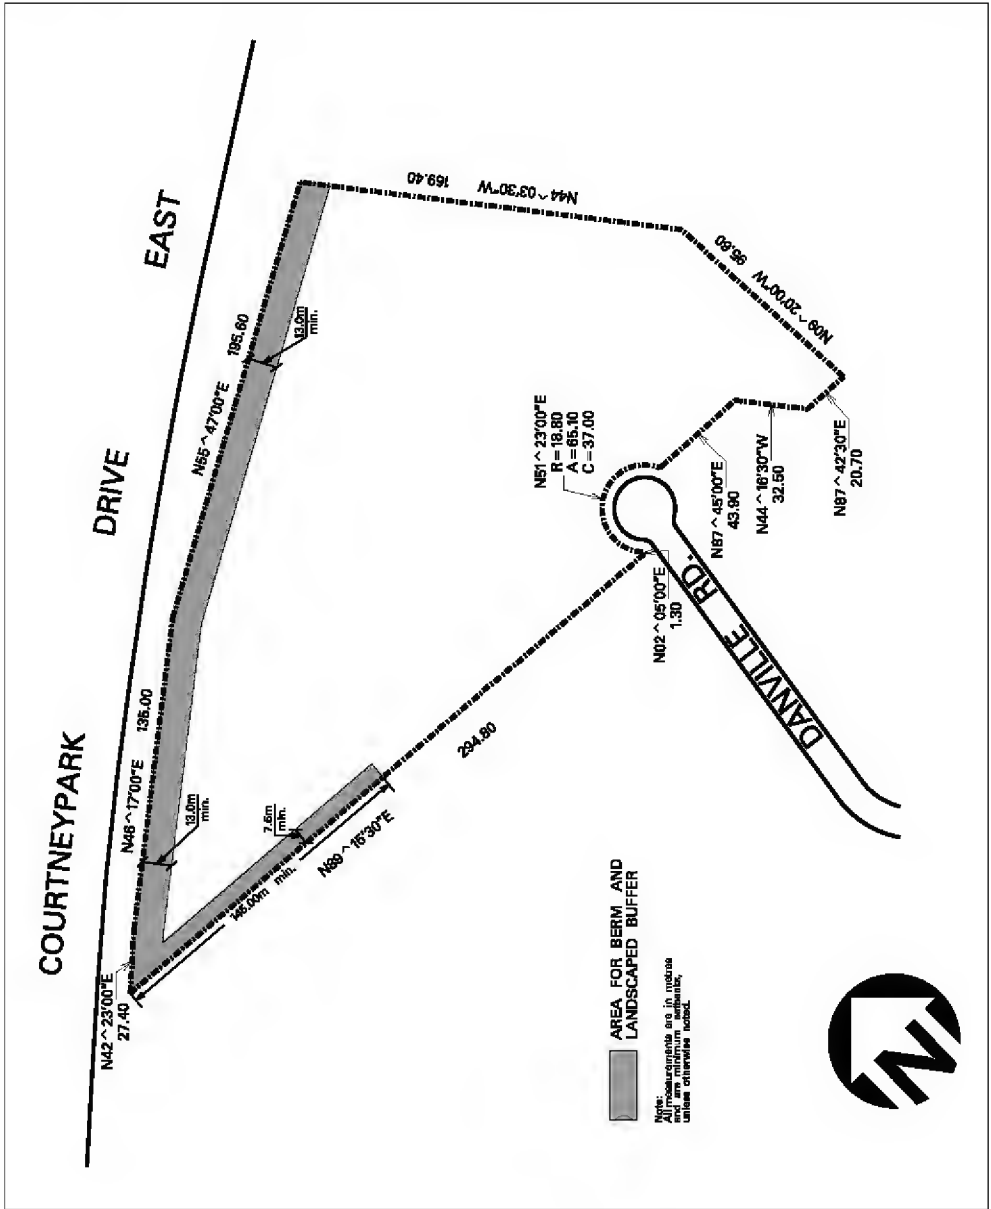 COURTNEYPARK
DRIVE
EAST
N42^23'00"E
27.40
N46^17'00"E
135.00
13.0m
min.
N55^47'00"E
195.60
13.0m
min.
N44^03'30"W
169.40
N09^20'00"W
95.60
N87^42'30"E
20.70
N44^16'30"W
32.50
N87^45'00"E
43.90
N51^23'00"E
R=18.80
A=65.10
C=37.00
N02^05'00"E
1.30
DANVILLE RD.
294.80
N89^15'30"E
145.00m min.
7.5m
min.
AREA FOR BERM AND
LANDSCAPED BUFFER
Note:
All measurements are in metres
and are minimum setbacks,
unless otherwise noted.
N